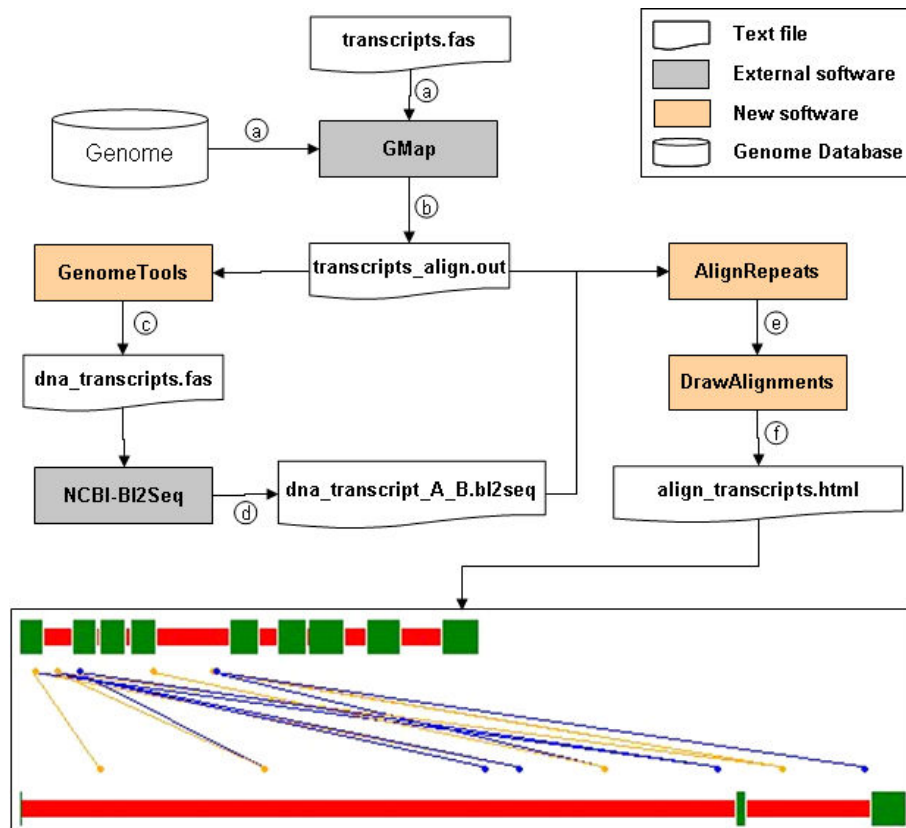 transcripts.fas
Text file
External software
New software
Genome Database
a
Genome
a
GMap
b
GenomeTools
transcripts_align.out
AlignRepeats
c
e
dna_transcripts.fas
DrawAlignments
f
NCBI-Bl2Seq
d
dna_transcript_A_B.bl2seq
align_transcripts.html